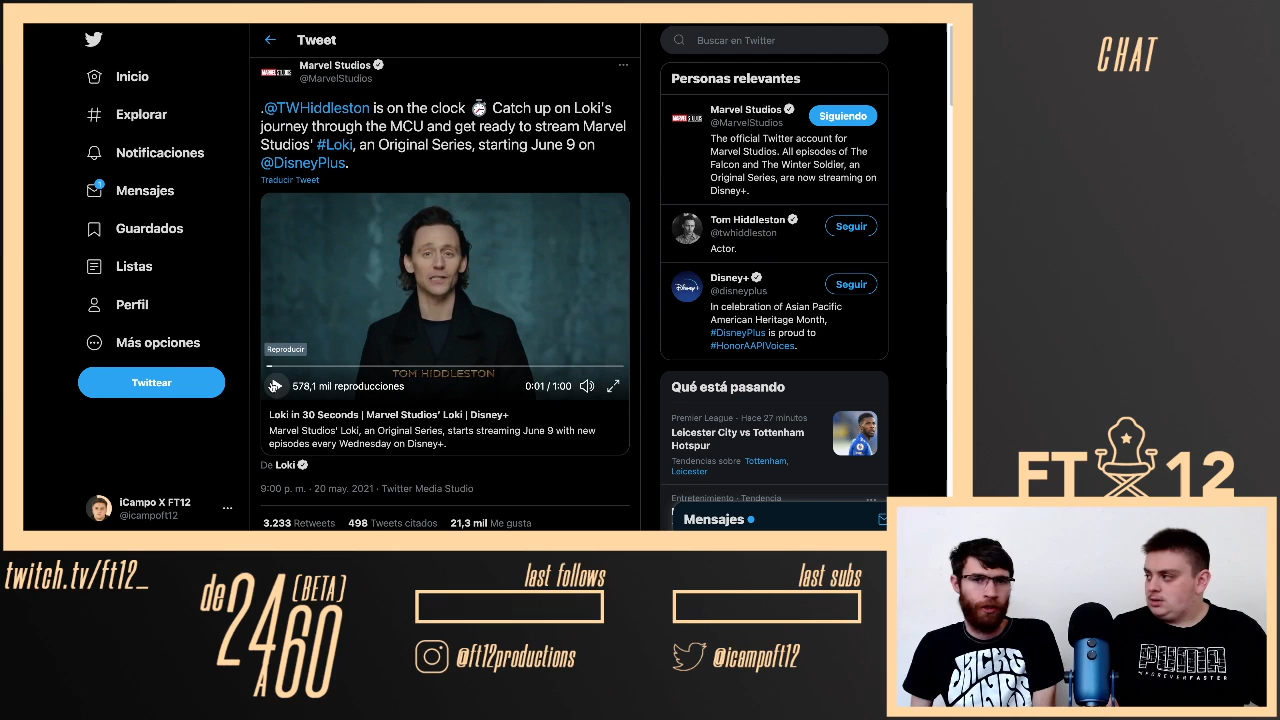 Tweet
Inicio
Explorar
Notificaciones
1
Mensajes
Guardados
Listas
Perfil
Más opciones
Twittear
iCampo X FT12
@icampoft12
Marvel Studios
@MarvelStudios
.@TWHiddleston is on the clock ⏱ Catch up on Loki's
journey through the MCU and get ready to stream Marvel
Studios' #Loki, an Original Series, starting June 9 on
@DisneyPlus.
Traducir Tweet
Reproducir
TOM HIDDLESTON
578,1 mil reproducciones
0:01 / 1:00
Loki in 30 Seconds | Marvel Studios' Loki | Disney+
Marvel Studios' Loki, an Original Series, starts streaming June 9 with new
episodes every Wednesday on Disney+.
De Loki
9:00 p. m. · 20 may. 2021 · Twitter Media Studio
3.233 Retweets 498 Tweets citados 21,3 mil Me gusta
Buscar en Twitter
Personas relevantes
MARVEL STUDIOS
Marvel Studios
@MarvelStudios
Siguiendo
The official Twitter account for
Marvel Studios. All episodes of The
Falcon and The Winter Soldier, an
Original Series, are now streaming on
Disney+.
Tom Hiddleston
@twhiddleston
Seguir
Actor.
Disney+
@disneyplus
Seguir
In celebration of Asian Pacific
American Heritage Month,
#DisneyPlus is proud to
#HonorAAPIVoices.
Qué está pasando
Premier League · Hace 27 minutos
Leicester City vs Tottenham
Hotspur
Tendencias sobre Tottenham,
Leicester
Entretenimiento · Tendencia
Mensajes
CHAT
FT 12
twitch.tv/ft12_
de 24 A 60 (BETA)
last follows
@ft12productions
last subs
@icampoft12
JACK &
JONES
PUMA
FOREVER FASTER